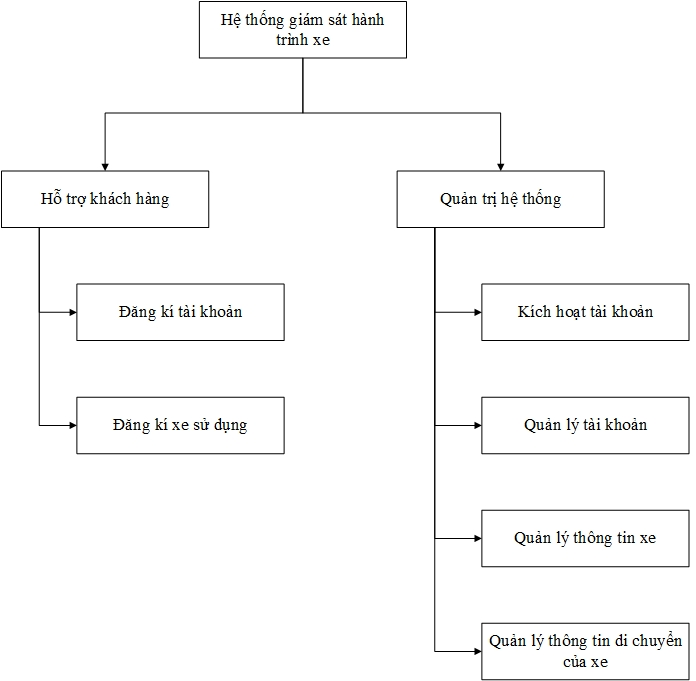 Hệ thống giám sát hành
trình xe
Hỗ trợ khách hàng
Quản trị hệ thống
Đăng kí tài khoản
Kích hoạt tài khoản
Đăng kí xe sử dụng
Quản lý tài khoản
Quản lý thông tin xe
Quản lý thông tin di chuyển
của xe